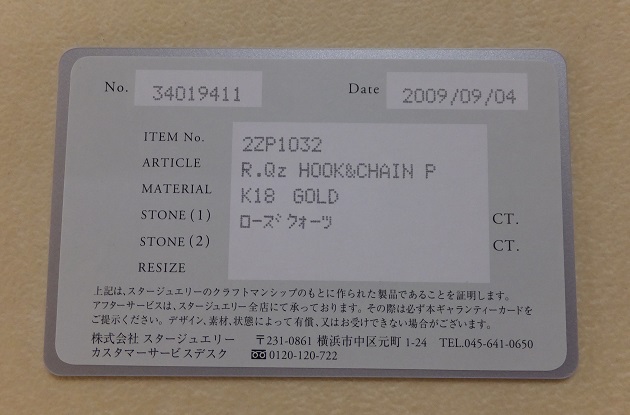 No. 34019411 Date 2009/09/04
ITEM No. 2ZP1032
ARTICLE R.Qz HOOK&CHAIN P
MATERIAL K18 GOLD
STONE (1) ローズクォーツ CT.
STONE (2) CT.
RESIZE
上記は、スタージュエリーのクラフトマンシップのもとに作られた製品であることを証明します。
アフターサービスは、スタージュエリー全店にて承っております。その際は必ず本ギャランティーカードを
ご提示ください。デザイン、素材、状態によって有償、又はお受けできない場合がございます。
株式会社 スタージュエリー 〒231-0861 横浜市中区元町 1-24 TEL.045-641-0650
カスタマーサービスデスク 0120-120-722